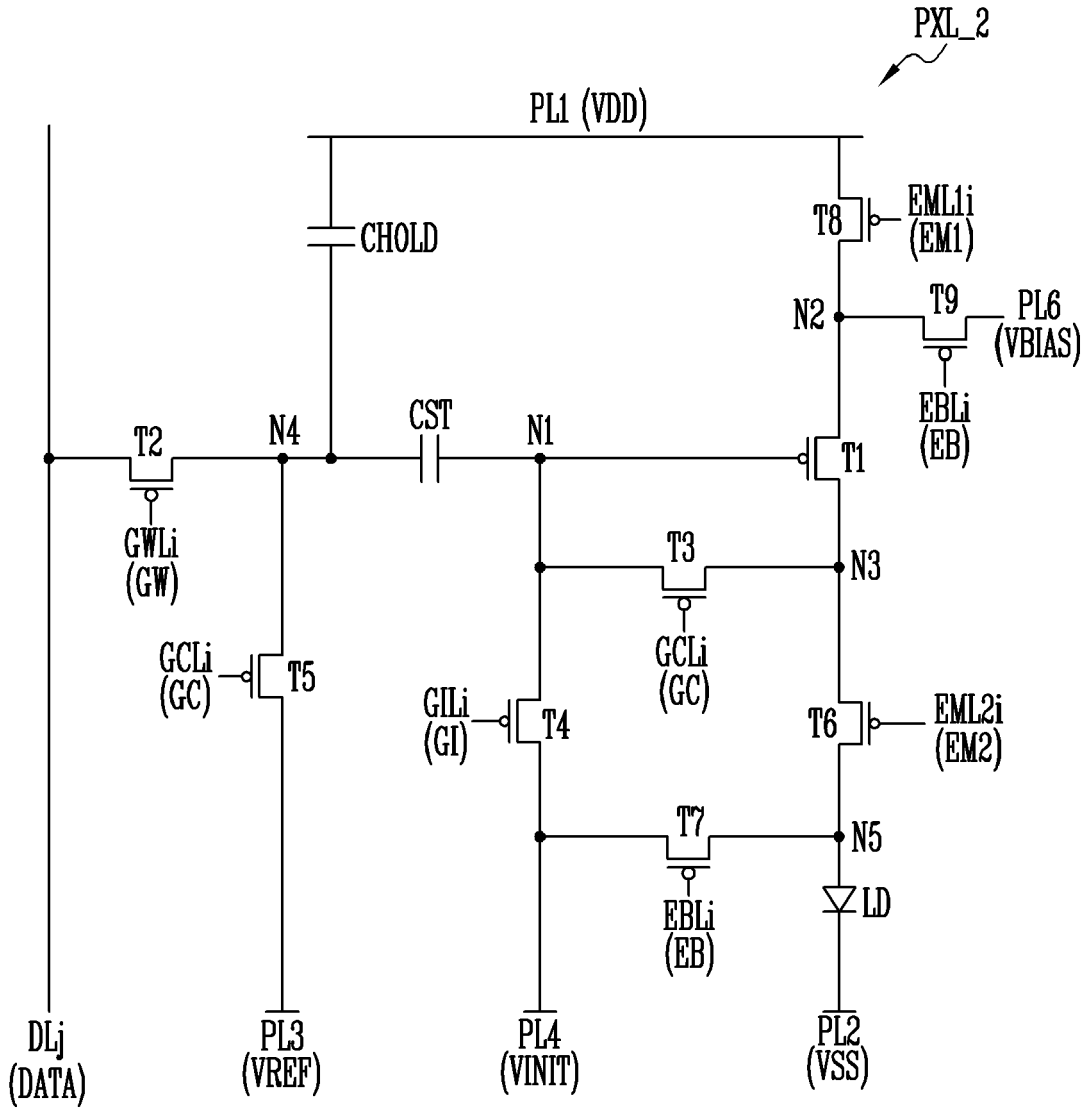 PXL_2
PL1 (VDD)
CHOLD
T8
EML1i
(EM1)
N2
T9
PL6
(VBIAS)
EBLi
(EB)
T2
N4
CST
N1
T1
GWLi
(GW)
T3
N3
GCLi
(GC)
T5
GCLi
(GC)
GILi
(GI)
T4
T6
EML2i
(EM2)
T7
N5
EBLi
(EB)
LD
DLj
(DATA)
PL3
(VREF)
PL4
(VINIT)
PL2
(VSS)